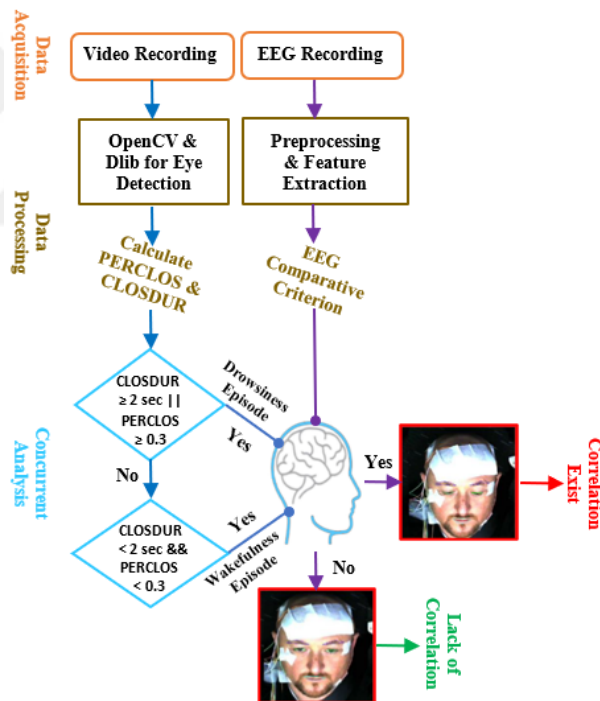 Data
Acquisition
Video Recording
EEG Recording
OpenCV &
Dlib for Eye
Detection
Preprocessing
& Feature
Extraction
Data
Processing
Calculate
PERCLOS &
CLOSDUR
EEG
Comparative
Criterion
Concurrent
Analysis
CLOSDUR
≥ 2 sec ||
PERCLOS
≥ 0.3
Drowsiness
Episode
Yes
No
CLOSDUR
< 2 sec &&
PERCLOS
< 0.3
Yes
Wakefulness
Episode
Yes
Correlation
Exist
No
Lack of
Correlation